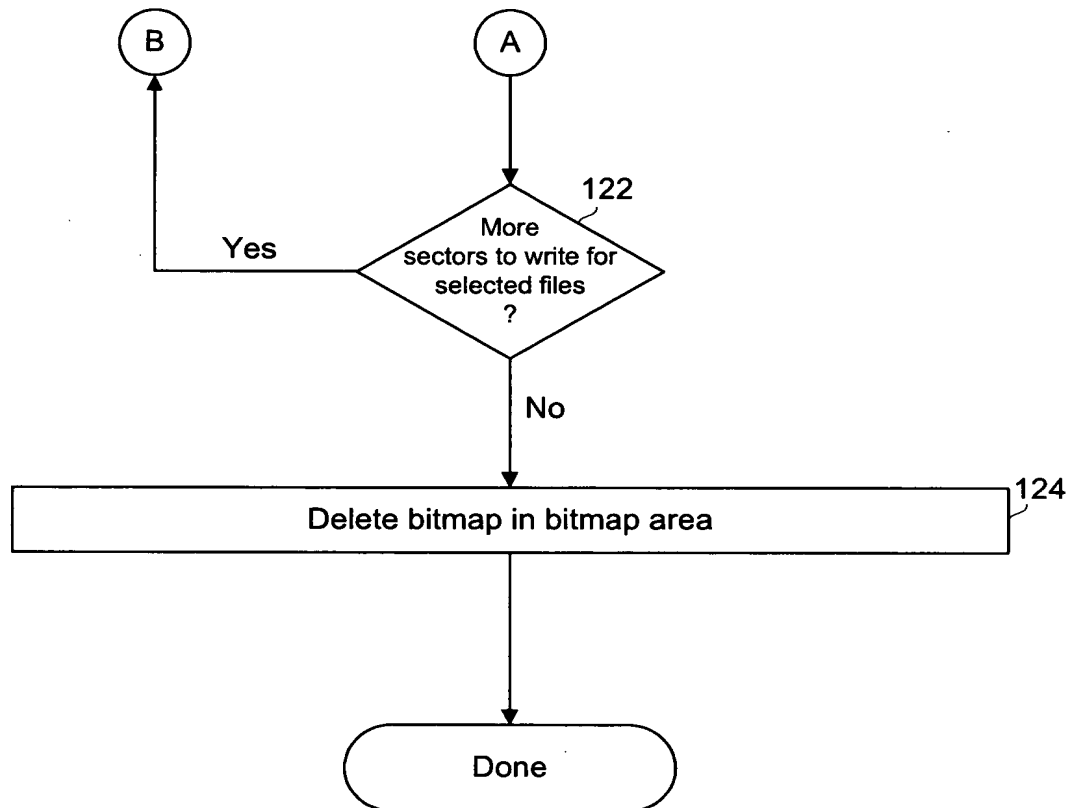 B
A
122
More
sectors to write for
selected files
?
Yes
No
124
Delete bitmap in bitmap area
Done